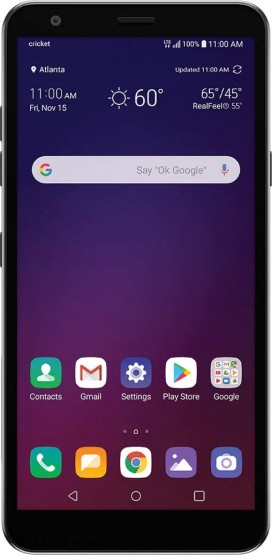 cricket LTE 100% 11:00 AM
Atlanta Updated 11:00 AM
11:00 AM 60° 65°/45°
Fri, Nov 15 RealFeel® 55°
G Say "Ok Google"
Contacts Gmail Settings Play Store Google